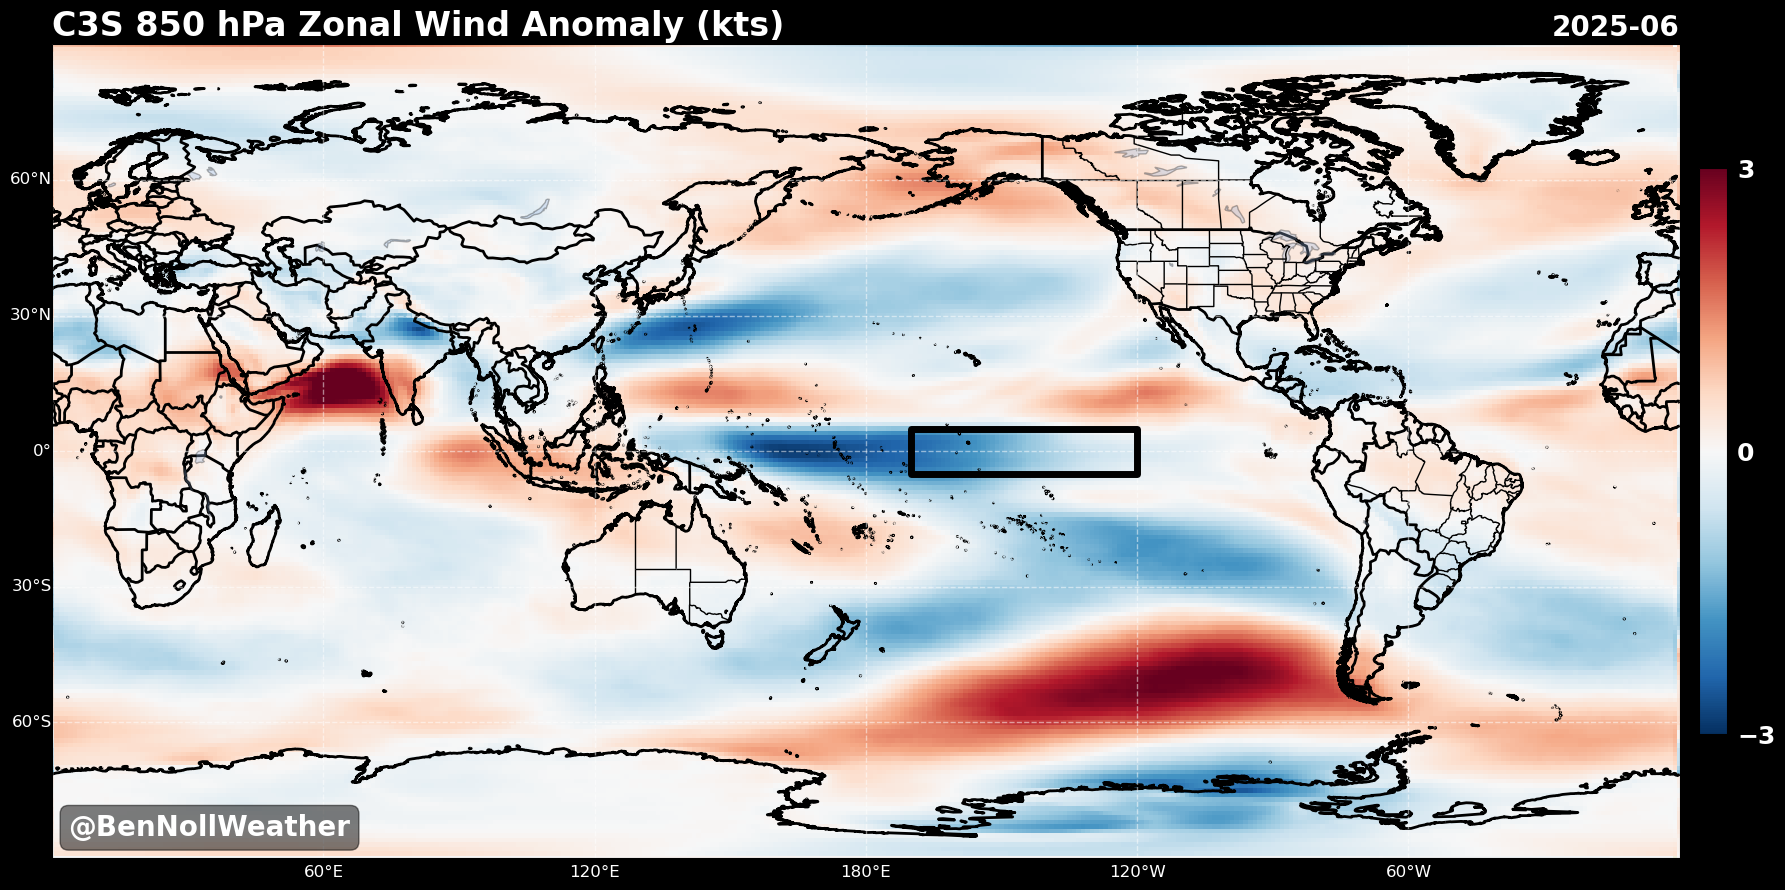 C3S 850 hPa Zonal Wind Anomaly (kts)
2025-06
60°N
30°N
0°
30°S
60°S
3
0
−3
@BenNollWeather
60°E
120°E
180°E
120°W
60°W